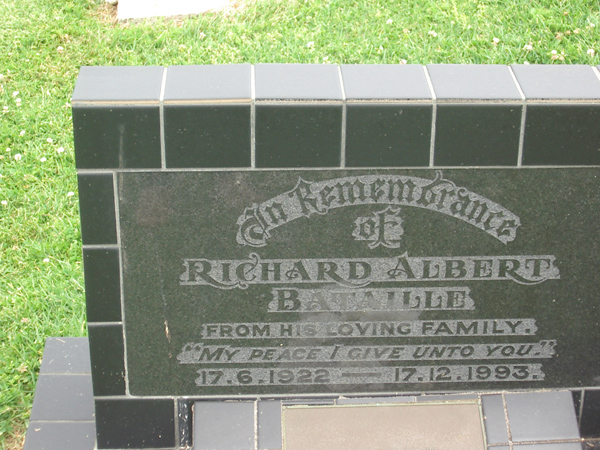 In Remembrance
of
RICHARD ALBERT
BATAILLE
FROM HIS LOVING FAMILY.
"MY PEACE I GIVE UNTO YOU."
17.6.1922 — 17.12.1993.